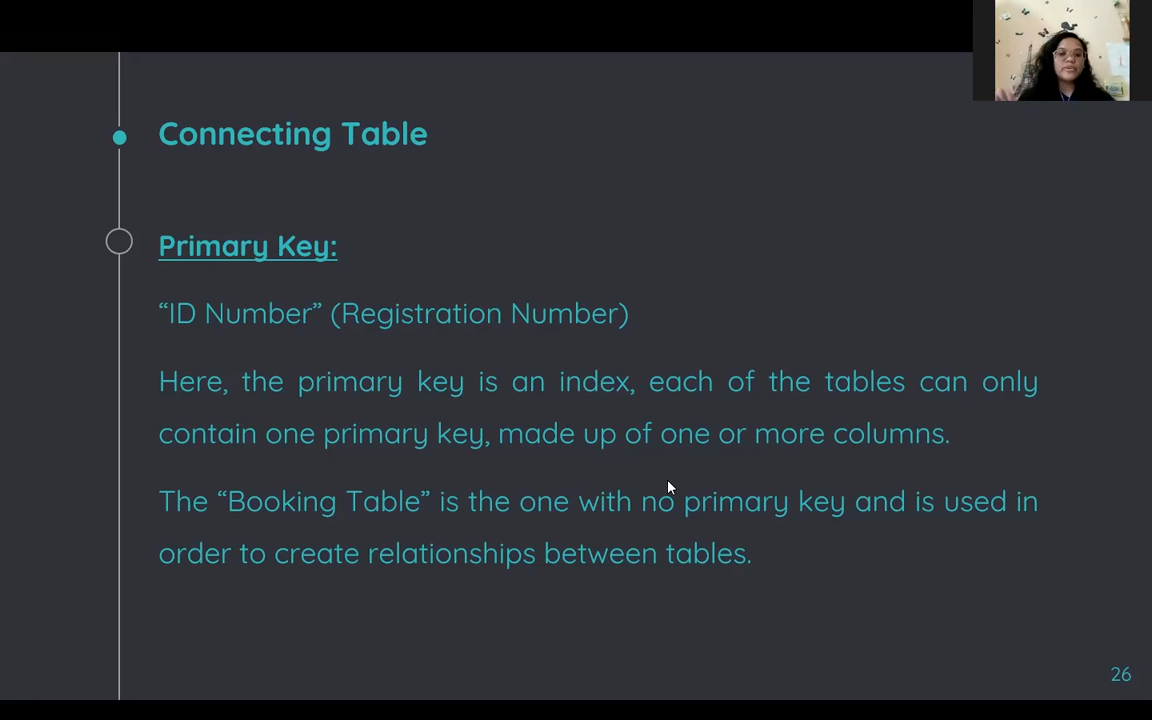 Connecting Table
Primary Key:
“ID Number” (Registration Number)
Here, the primary key is an index, each of the tables can only
contain one primary key, made up of one or more columns.
The “Booking Table” is the one with no primary key and is used in
order to create relationships between tables.
26